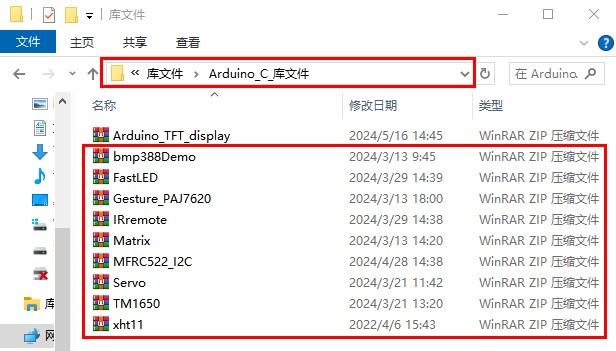 库文件
文件 主页 共享 查看
« 库文件 > Arduino_C_库文件 在 Arduino
名称 修改日期 类型
Arduino_TFT_display 2024/5/16 14:45 WinRAR ZIP 压缩文件
bmp388Demo 2024/3/13 9:45 WinRAR ZIP 压缩文件
FastLED 2024/3/29 14:39 WinRAR ZIP 压缩文件
Gesture_PAJ7620 2024/3/13 18:00 WinRAR ZIP 压缩文件
IRremote 2024/3/29 14:38 WinRAR ZIP 压缩文件
Matrix 2024/3/13 14:20 WinRAR ZIP 压缩文件
MFRC522_I2C 2024/4/28 14:38 WinRAR ZIP 压缩文件
Servo 2024/3/21 11:42 WinRAR ZIP 压缩文件
TM1650 2024/3/21 13:20 WinRAR ZIP 压缩文件
库 xht11 2022/4/6 15:43 WinRAR ZIP 压缩文件